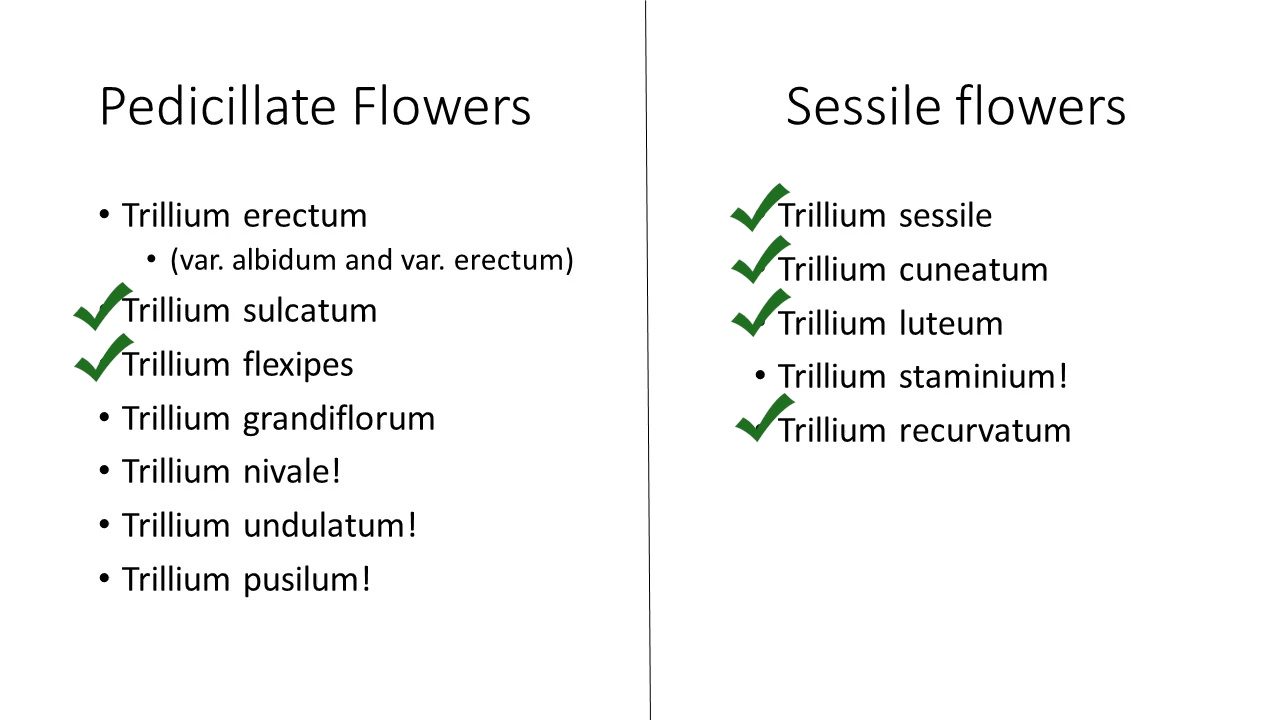 Pedicillate Flowers
• Trillium erectum
• (var. albidum and var. erectum)
Trillium sulcatum
Trillium flexipes
• Trillium grandiflorum
• Trillium nivale!
• Trillium undulatum!
• Trillium pusilum!
Sessile flowers
Trillium sessile
Trillium cuneatum
Trillium luteum
• Trillium staminium!
Trillium recurvatum